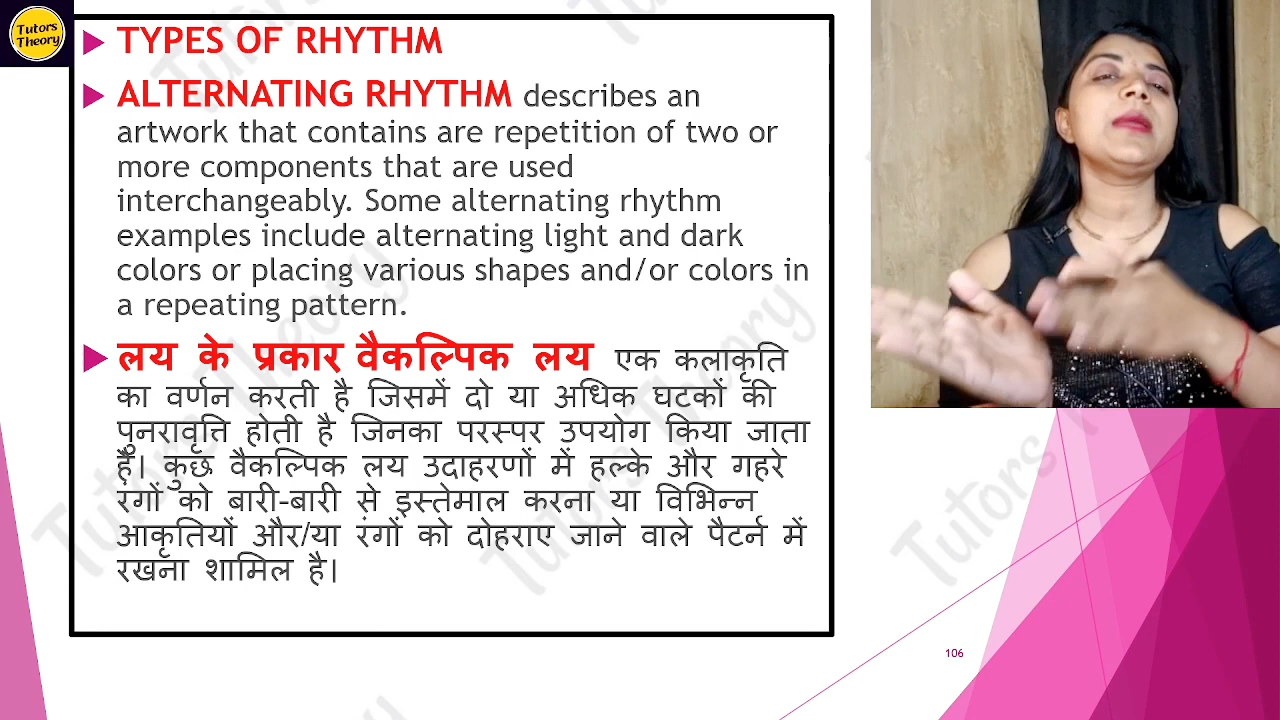 Tutors
Theory
TYPES OF RHYTHM
ALTERNATING RHYTHM describes an
artwork that contains are repetition of two or
more components that are used
interchangeably. Some alternating rhythm
examples include alternating light and dark
colors or placing various shapes and/or colors in
a repeating pattern.
लय के प्रकार वैकल्पिक लय एक कलाकृति
का वर्णन करती है जिसमें दो या अधिक घटकों की
पुनरावृत्ति होती है जिनका परस्पर उपयोग किया जाता
है। कुछ वैकल्पिक लय उदाहरणों में हल्के और गहरे
रंगों को बारी-बारी से इस्तेमाल करना या विभिन्न
आकृतियों और/या रंगों को दोहराए जाने वाले पैटर्न में
रखना शामिल है।
106